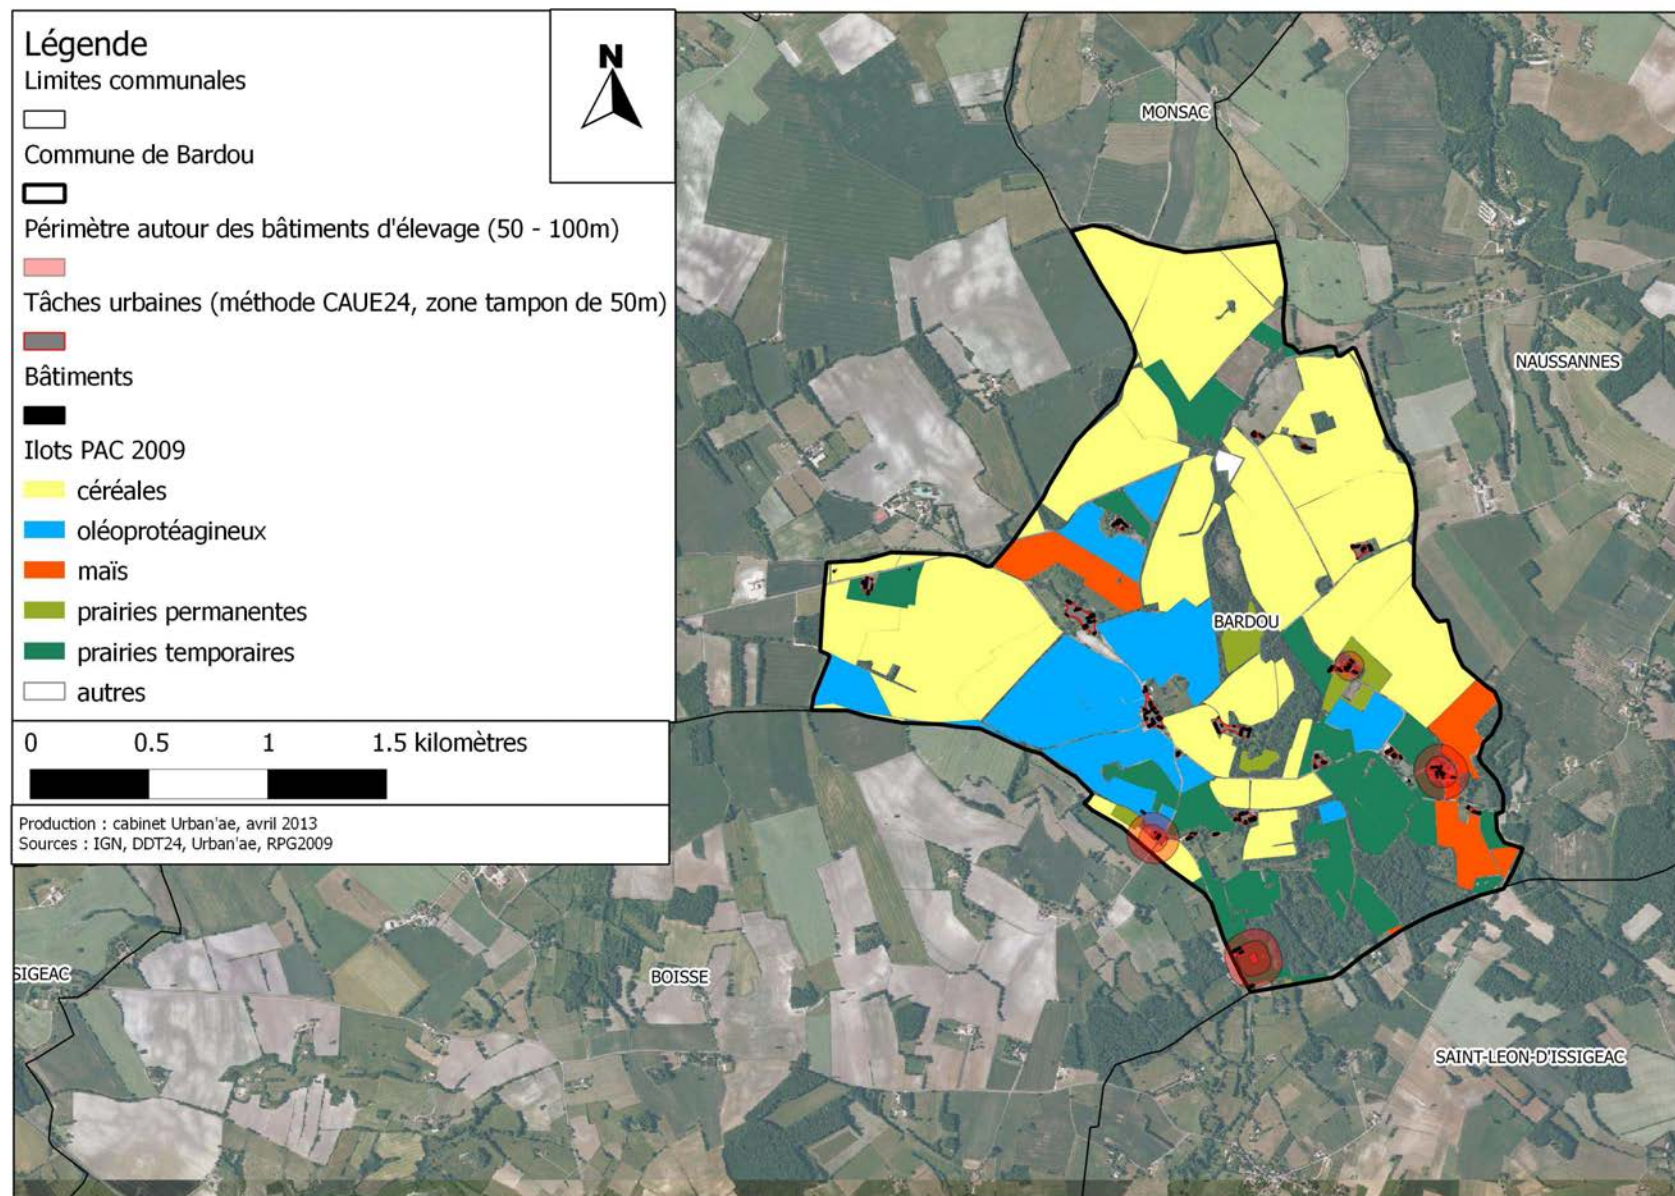 Légende
Limites communales
Commune de Bardou
Périmètre autour des bâtiments d'élevage (50 - 100m)
Tâches urbaines (méthode CAUE24, zone tampon de 50m)
Bâtiments
Ilots PAC 2009
céréales
oléoprotéagineux
maïs
prairies permanentes
prairies temporaires
autres
0 0.5 1 1.5 kilomètres
Production : cabinet Urban'ae, avril 2013
Sources : IGN, DDT24, Urban'ae, RPG2009
N
MONSAC
NAUSSANNES
BARDOU
SIGEAC
BOISSE
SAINT-LEON-D'ISSIGEAC